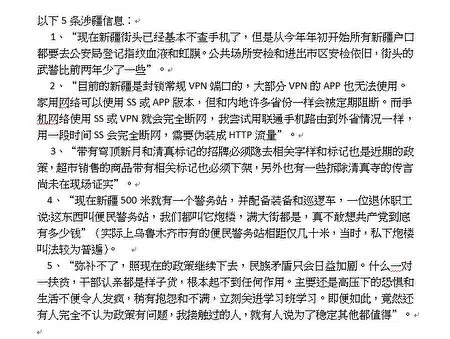 以下 5 条涉疆信息：
1、“现在新疆街头已经基本不查手机了，但是从今年年初开始所有新疆户口
都要去公安局登记指纹血液和虹膜。公共场所安检和进出市区安检依旧，街头的
武警比前两年少了一些”。
2、“目前的新疆是封锁常规 VPN 端口的，大部分 VPN 的 APP 也无法使用。
家用网络可以使用 SS 或 APP 版本，但和内地许多省份一样会被定期阻断。而手
机网络使用 SS 或 VPN 就会完全断网，我尝试用联通手机路由到外省情况一样，
用一段时间 SS 会完全断网，需要伪装成 HTTP 流量”。
3、“带有穹顶新月和清真标记的招牌必须隐去相关字样和标记也是近期的政
策，超市销售的商品带有相关标记也必须下架，另外也有一些拆除清真寺的传言
尚未在现场证实”。
4、“现在新疆 500 米就有一个警务站，并配备装备和巡逻车，一位退休职工
说:这东西叫便民警务站，我们都叫它炮楼，满大街都是，真不敢想共产党到底
有多少钱”（实际上乌鲁木齐市有的便民警务站相距仅几十米，当时，私下炮楼
叫法较为普遍）。
5、“弥补不了，照现在的政策继续下去，民族矛盾只会日益加剧。什么一对
一扶贫，干部认亲都是样子货，根本起不到任何作用。主要还是高压下的恐惧和
生活不便令人发疯，稍有抱怨和不满，立刻关进学习班学习。即便如此，竟然还
有人完全不认为政策有问题，我接触过的人，就有人说为了稳定其他都值得”。